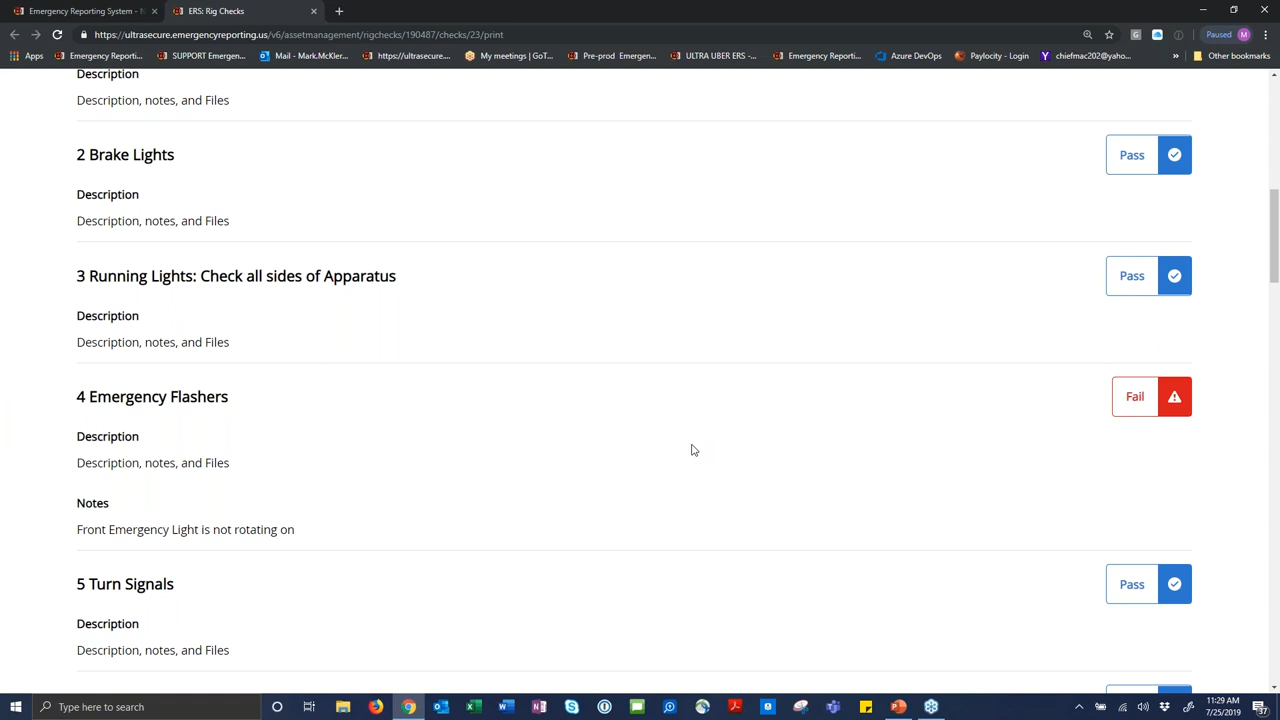 Emergency Reporting System - N
ERS: Rig Checks
https://ultrasecure.emergencyreporting.us/v6/assetmanagement/rigchecks/190487/checks/23/print
G
Paused
M
Apps
Emergency Reportin
SUPPORT Emergen...
Mail - Mark.McKler...
https://ultrasecure...
My meetings | GoT...
Pre-prod Emergen...
ULTRA UBER ERS -...
Emergency Reporti...
Azure DevOps
Paylocity - Login
chiefmac202@yaho...
»
Other bookmarks
Description
Description, notes, and Files
2 Brake Lights
Pass
Description
Description, notes, and Files
3 Running Lights: Check all sides of Apparatus
Pass
Description
Description, notes, and Files
4 Emergency Flashers
Fail
Description
Description, notes, and Files
Notes
Front Emergency Light is not rotating on
5 Turn Signals
Pass
Description
Description, notes, and Files
Type here to search
11:29 AM
7/25/2019